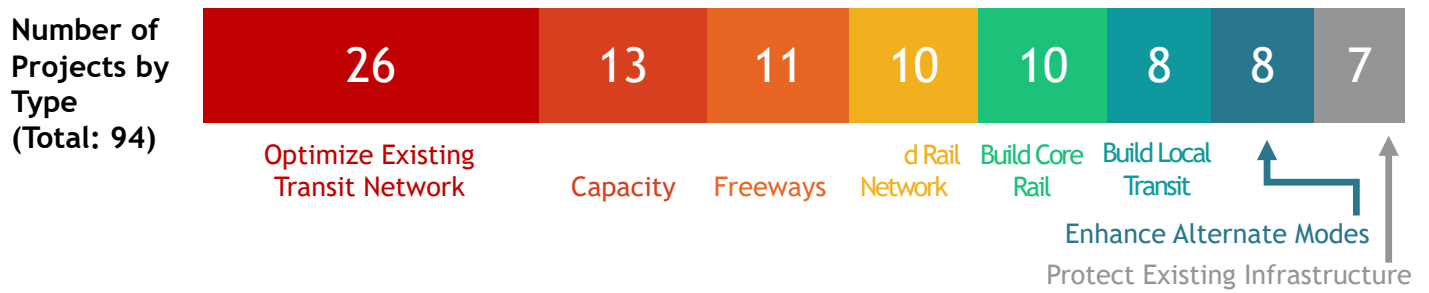 Number of
Projects by
Type
(Total: 94)
26
13
11
10
10
8
8
7
Optimize Existing
Transit Network
Capacity
Freeways
d Rail
Network
Build Core
Rail
Build Local
Transit
Enhance Alternate Modes
Protect Existing Infrastructure